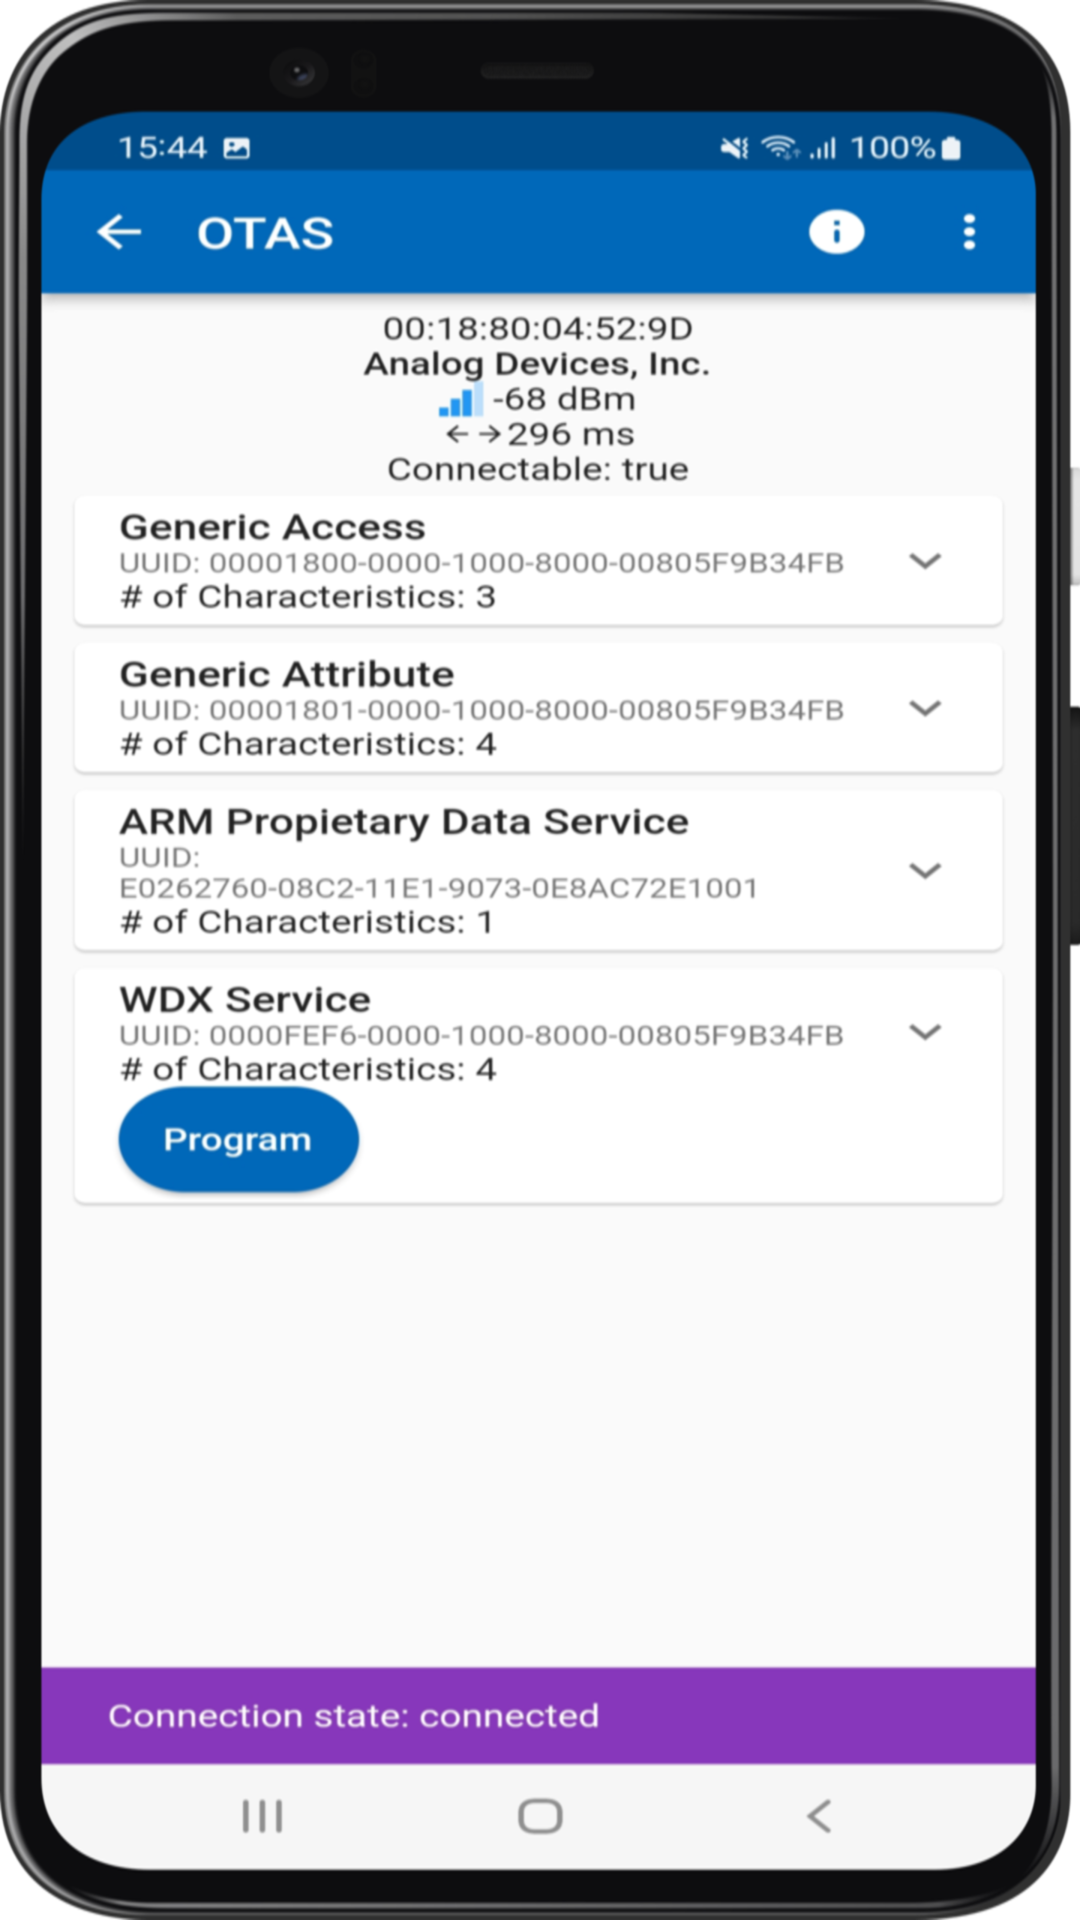 15:44 100%
OTAS
00:18:80:04:52:9D
Analog Devices, Inc.
-68 dBm
←→296 ms
Connectable: true
Generic Access
UUID: 00001800-0000-1000-8000-00805F9B34FB
# of Characteristics: 3
Generic Attribute
UUID: 00001801-0000-1000-8000-00805F9B34FB
# of Characteristics: 4
ARM Propietary Data Service
UUID:
E0262760-08C2-11E1-9073-0E8AC72E1001
# of Characteristics: 1
WDX Service
UUID: 0000FEF6-0000-1000-8000-00805F9B34FB
# of Characteristics: 4
Program
Connection state: connected